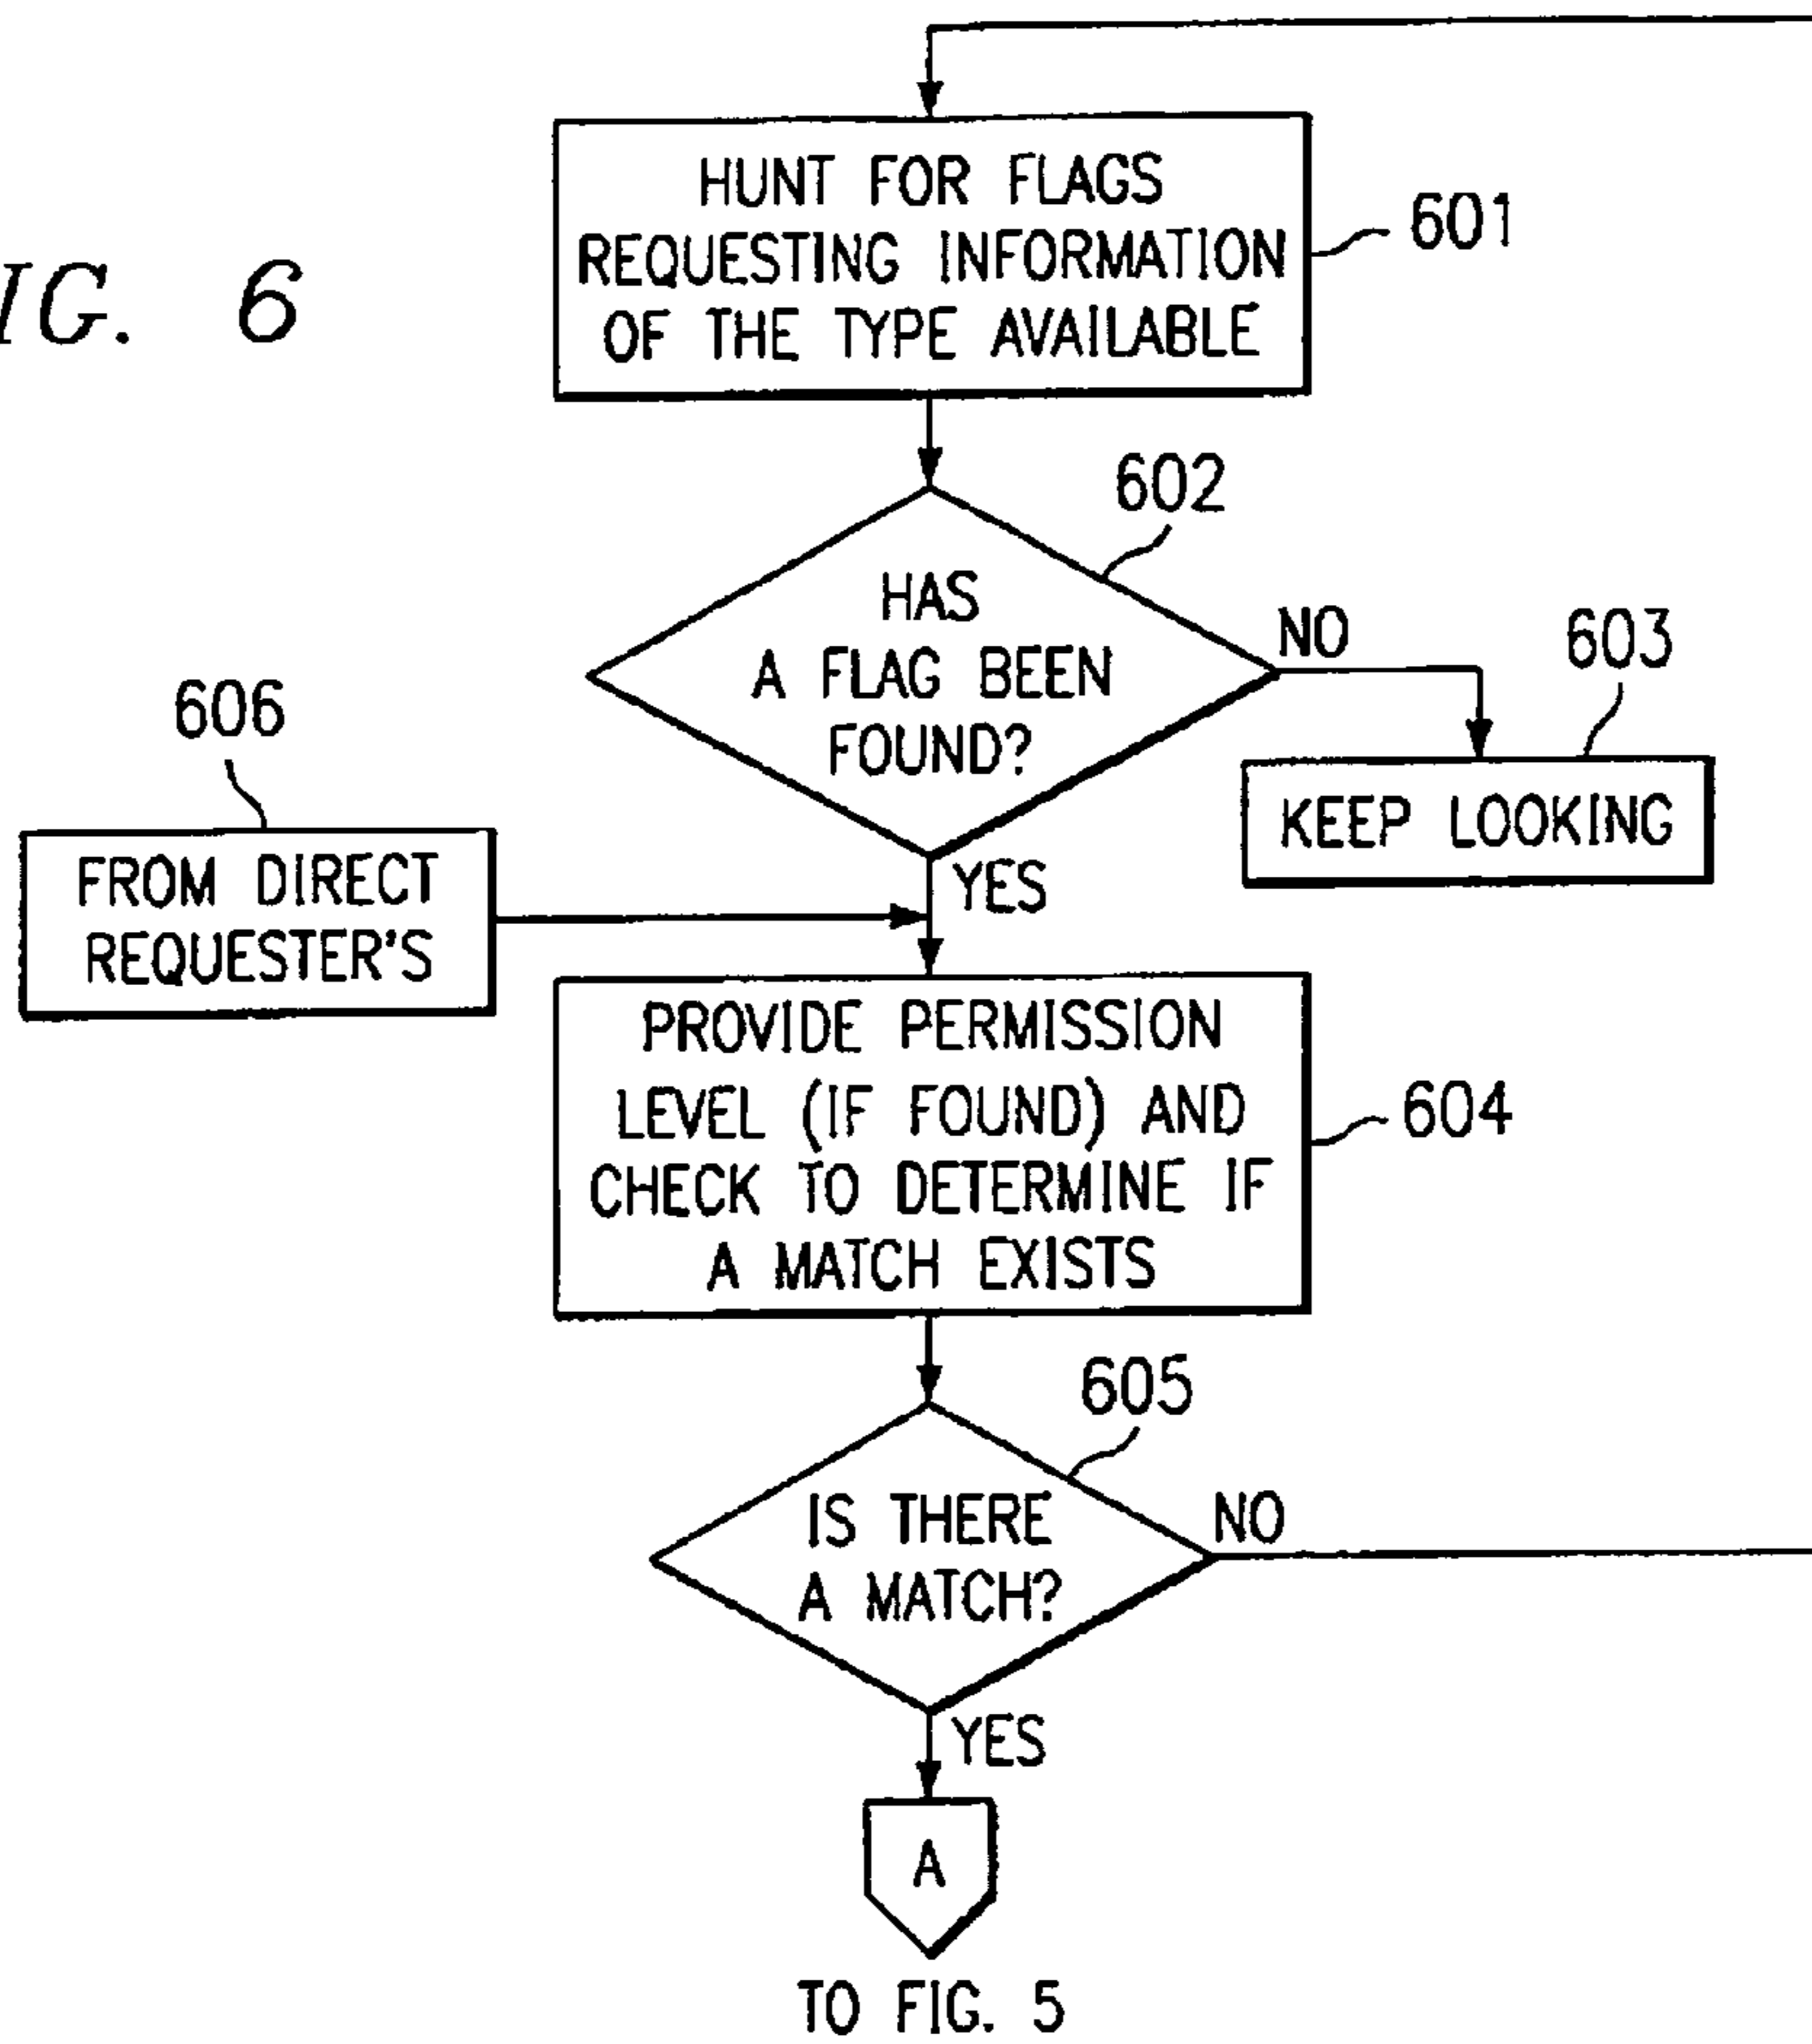 HUNT FOR FLAGS
REQUESTING INFORMATION
OF THE TYPE AVAILABLE
601
IG. 6
602
HAS
A FLAG BEEN
FOUND?
NO
603
KEEP LOOKING
606
FROM DIRECT
REQUESTER'S
YES
PROVIDE PERMISSION
LEVEL (IF FOUND) AND
CHECK TO DETERMINE IF
A MATCH EXISTS
604
605
IS THERE
A MATCH?
NO
YES
A
TO FIG. 5